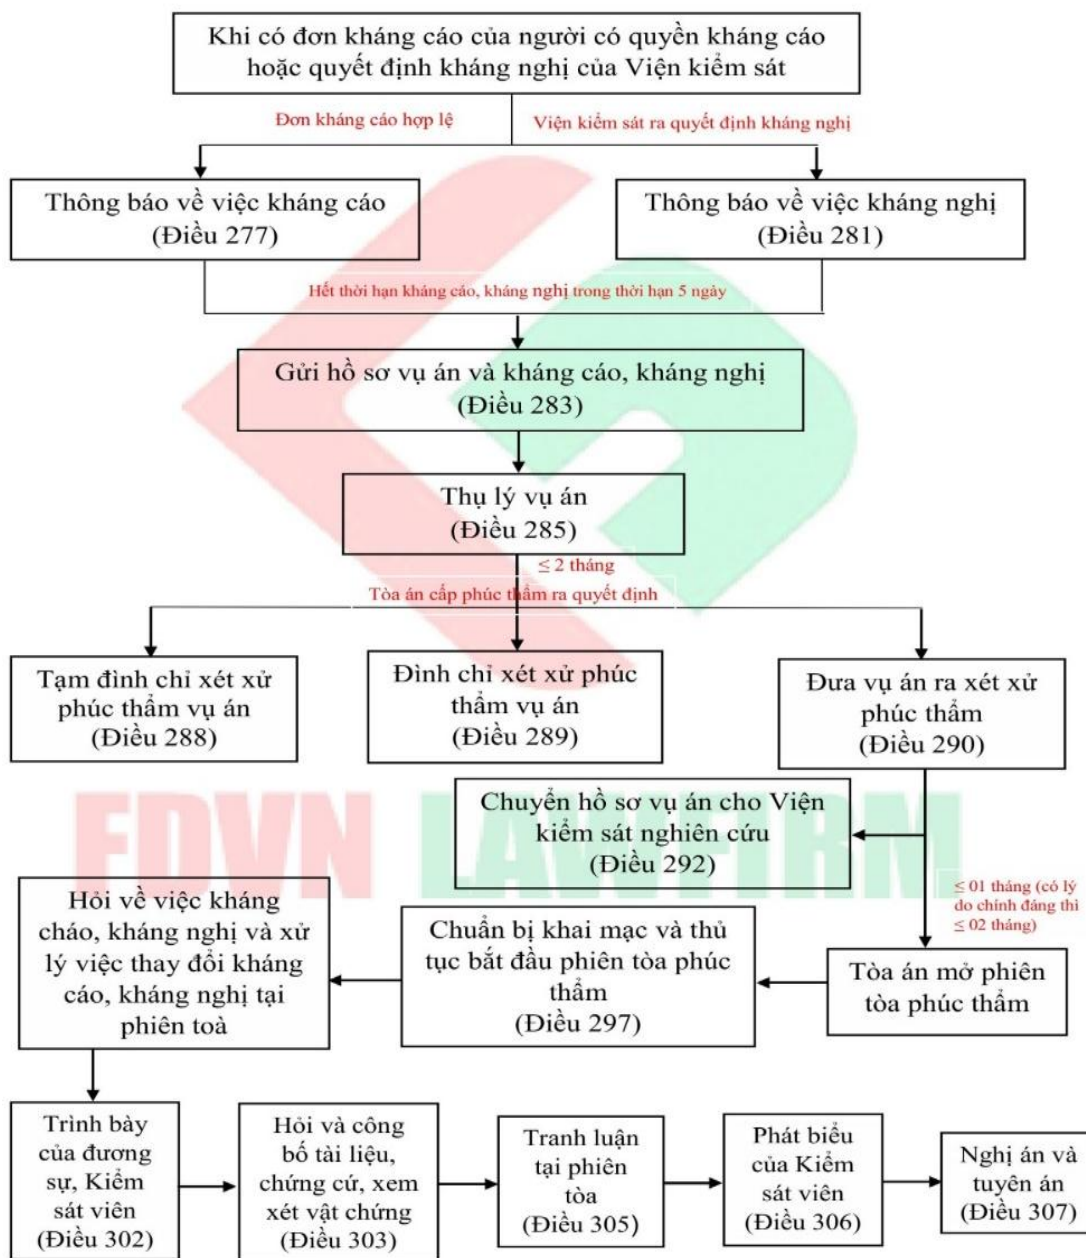 Khi có đơn kháng cáo của người có quyền kháng cáo
hoặc quyết định kháng nghị của Viện kiểm sát
Đơn kháng cáo hợp lệ
Viện kiểm sát ra quyết định kháng nghị
Thông báo về việc kháng cáo
(Điều 277)
Thông báo về việc kháng nghị
(Điều 281)
Hết thời hạn kháng cáo, kháng nghị trong thời hạn 5 ngày
Gửi hồ sơ vụ án và kháng cáo, kháng nghị
(Điều 283)
Thụ lý vụ án
(Điều 285)
≤ 2 tháng
Tòa án cấp phúc thẩm ra quyết định
Tạm đình chỉ xét xử
phúc thẩm vụ án
(Điều 288)
Đình chỉ xét xử phúc
thẩm vụ án
(Điều 289)
Đưa vụ án ra xét xử
phúc thẩm
(Điều 290)
Chuyển hồ sơ vụ án cho Viện
kiểm sát nghiên cứu
(Điều 292)
FDVN LAWFIRM
≤ 01 tháng (có lý
do chính đáng thì
≤ 02 tháng)
Tòa án mở phiên
tòa phúc thẩm
Chuẩn bị khai mạc và thủ
tục bắt đầu phiên tòa phúc
thẩm
(Điều 297)
Hỏi về việc kháng
cháo, kháng nghị và xử
lý việc thay đổi kháng
cáo, kháng nghị tại
phiên toà
Trình bày
của đương
sự, Kiểm
sát viên
(Điều 302)
Hỏi và công
bố tài liệu,
chứng cứ, xem
xét vật chứng
(Điều 303)
Tranh luận
tại phiên
tòa
(Điều 305)
Phát biểu
của Kiểm
sát viên
(Điều 306)
Nghị án và
tuyên án
(Điều 307)